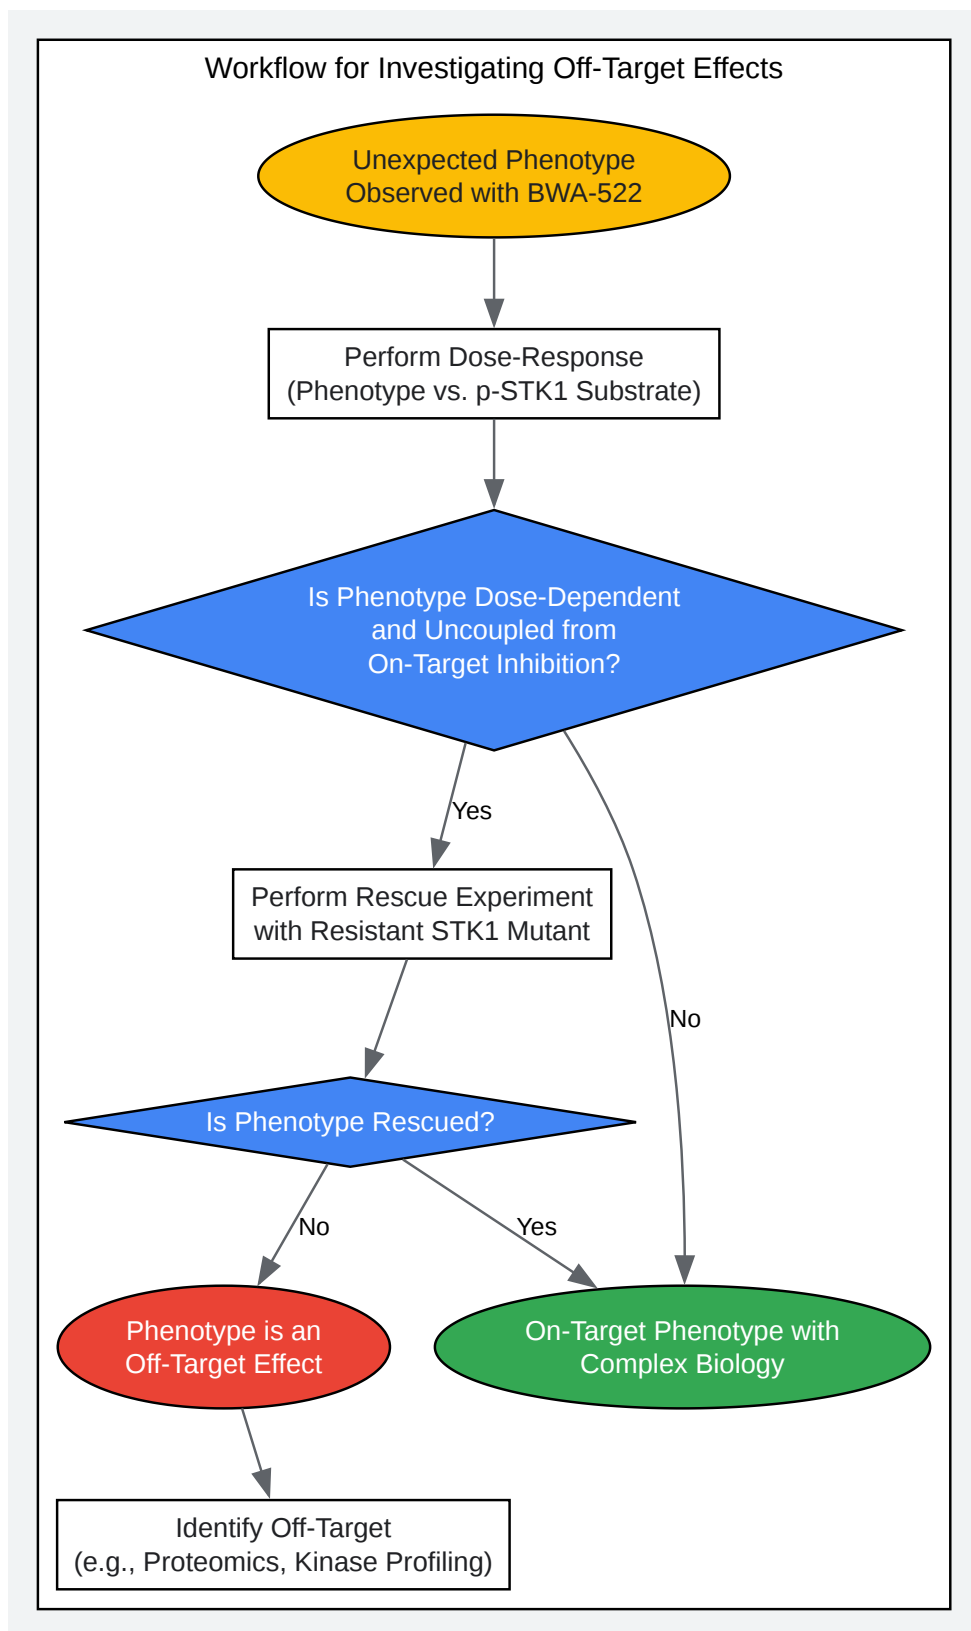 Workflow for Investigating Off-Target Effects
Unexpected Phenotype
Observed with BWA-522
Perform Dose-Response
(Phenotype vs. p-STK1 Substrate)
Is Phenotype Dose-Dependent
and Uncoupled from
On-Target Inhibition?
Yes
Perform Rescue Experiment
with Resistant STK1 Mutant
No
Is Phenotype Rescued?
No
Yes
Phenotype is an
Off-Target Effect
On-Target Phenotype with
Complex Biology
Identify Off-Target
(e.g., Proteomics, Kinase Profiling)